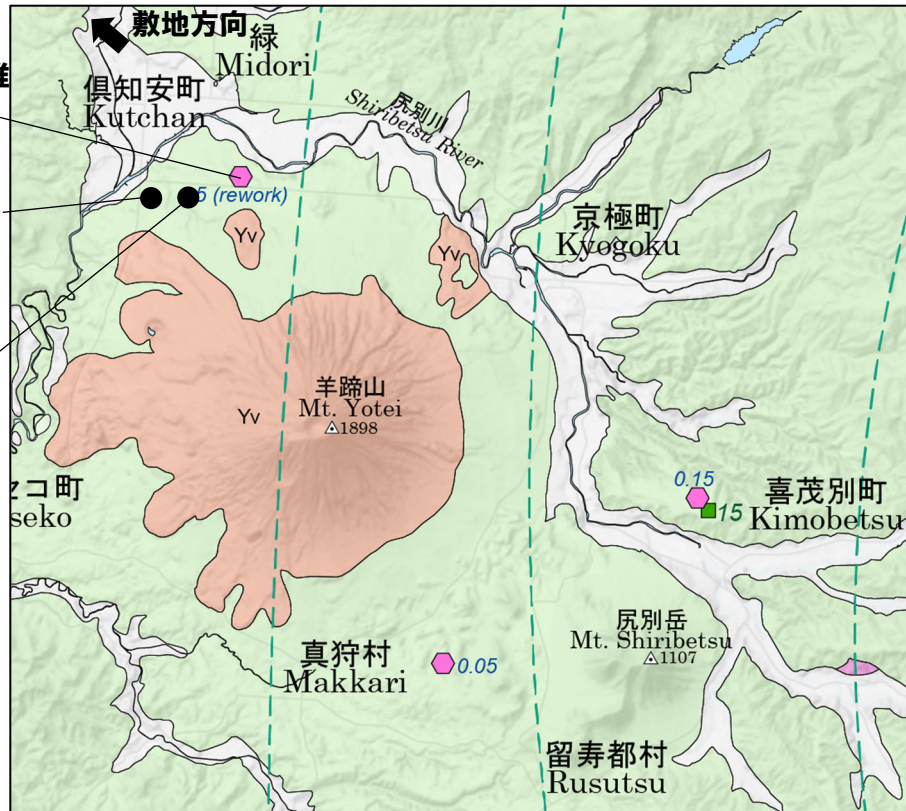 敷地方向
緑
Midori
倶知安町
Kutchan
尻別川
Shiribetsu River
5 (rework)
京極町
Kyogoku
Yv
Yv
羊蹄山
Mt. Yotei
1898
Yv
セコ町
seko
0.15
15
喜茂別町
Kimobetsu
尻別岳
Mt. Shiribetsu
1107
真狩村
Makkari
0.05
留寿都村
Rusutsu